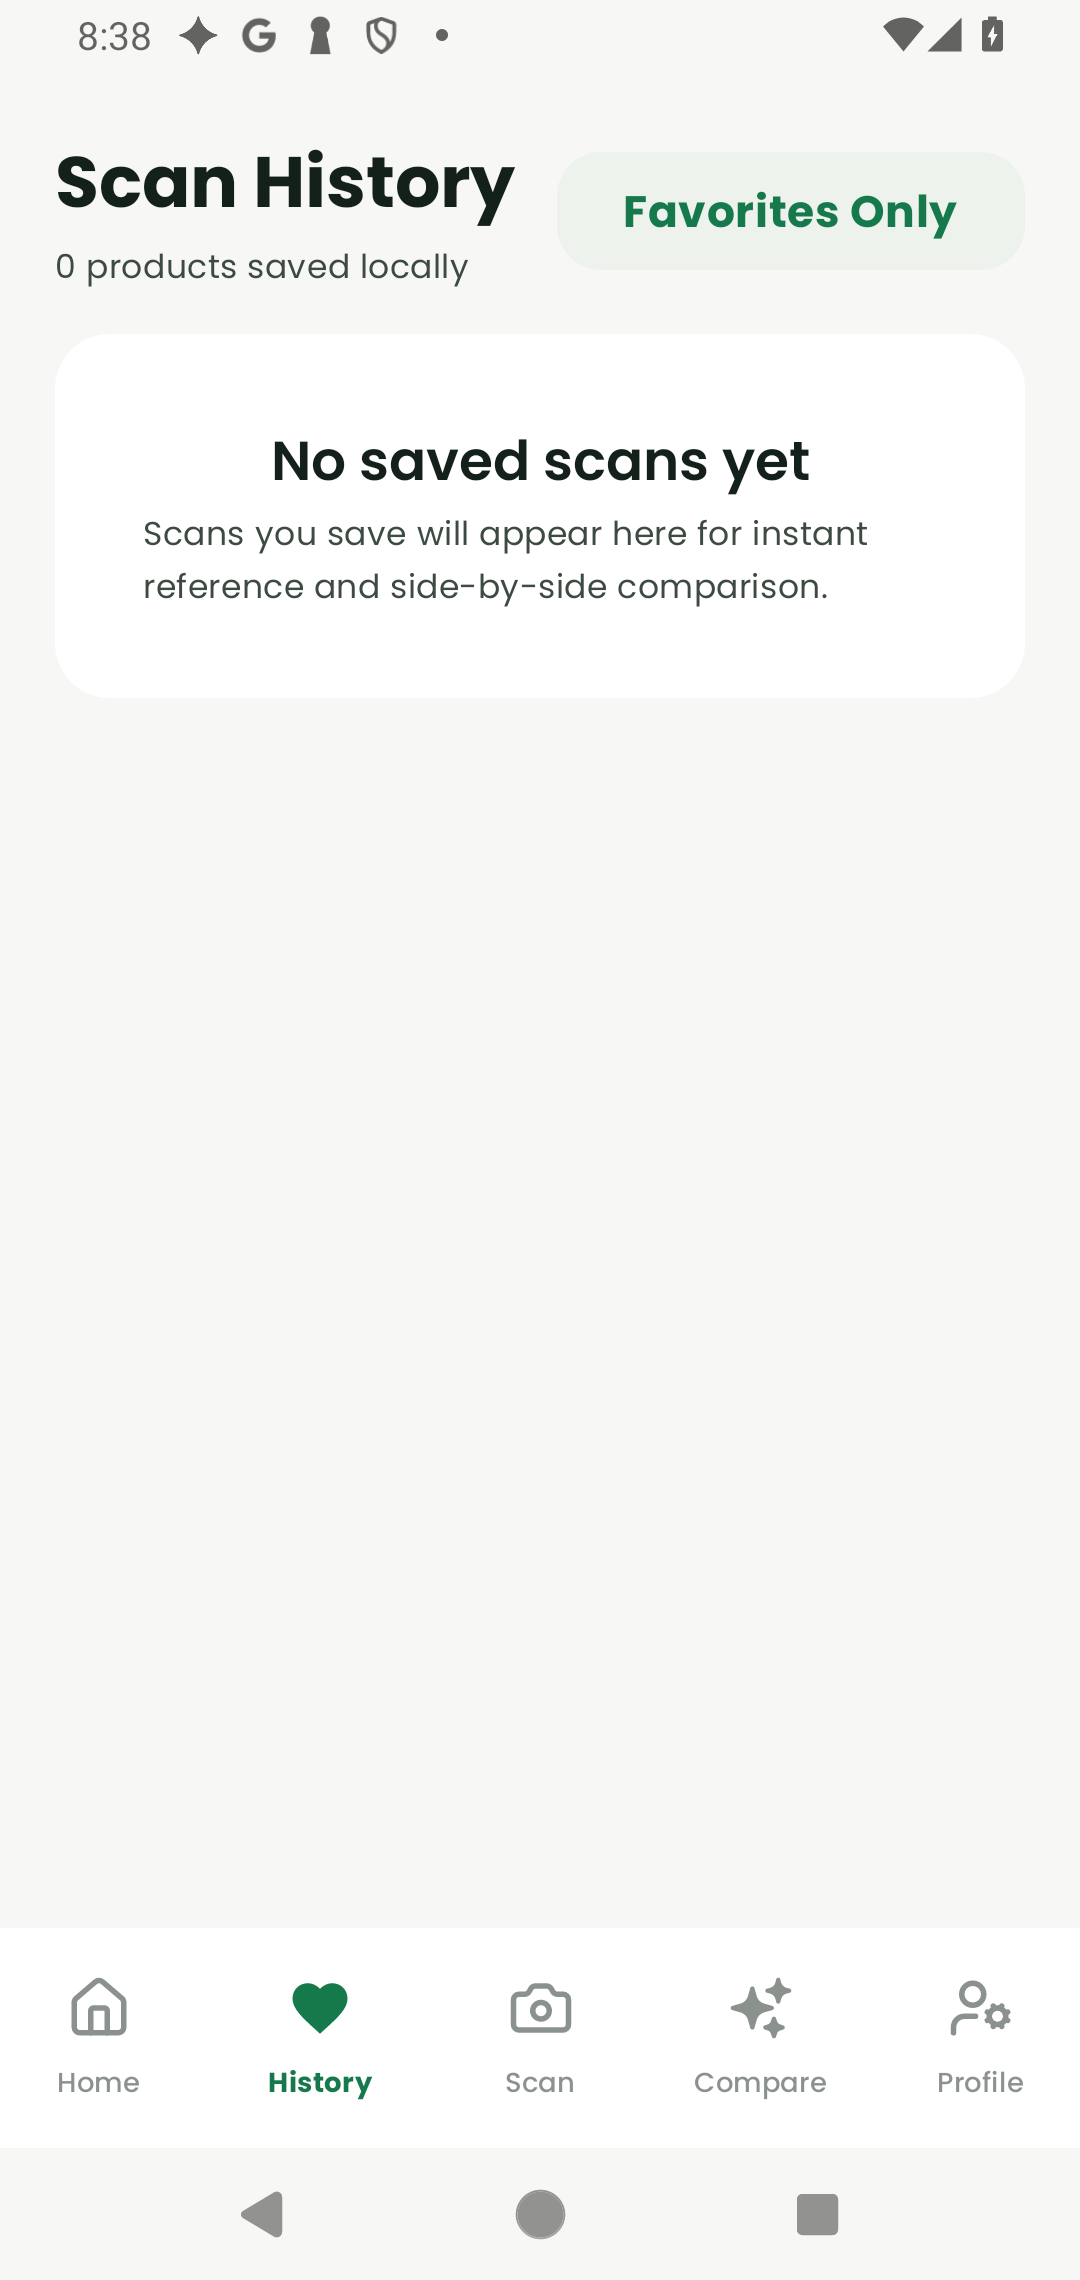 8:38
Scan History
Favorites Only
0 products saved locally
No saved scans yet
Scans you save will appear here for instant
reference and side-by-side comparison.
Home
History
Scan
Compare
Profile